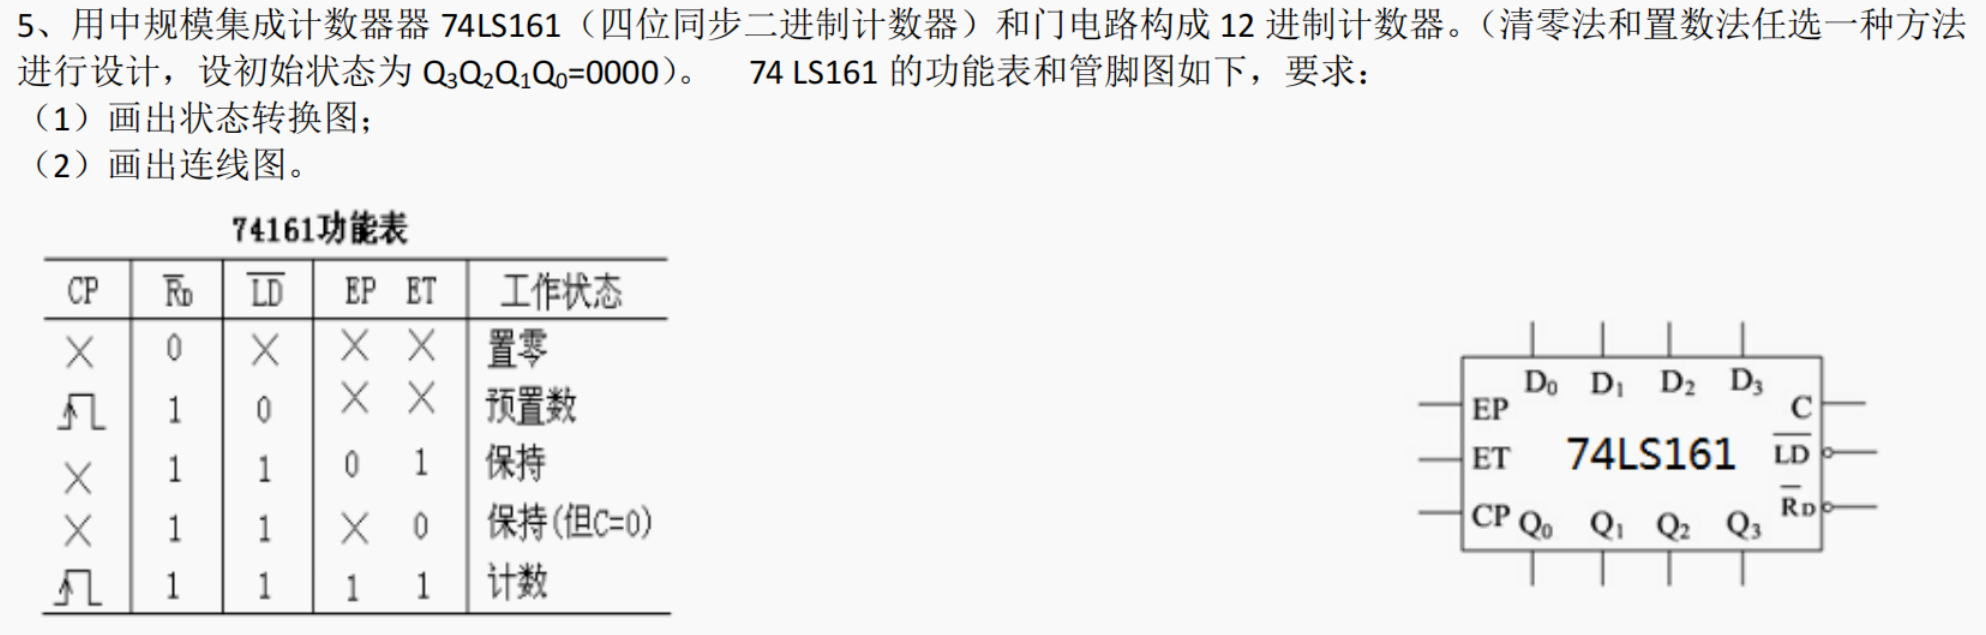 5、用中规模集成计数器器 74LS161（四位同步二进制计数器）和门电路构成 12 进制计数器。（清零法和置数法任选一种方法
进行设计，设初始状态为 Q₃Q₂Q₁Q₀=0000）。 74 LS161 的功能表和管脚图如下，要求：
（1）画出状态转换图；
（2）画出连线图。
74161功能表
CP R̅D L̅D̅ EP ET 工作状态
× 0 × × × 置零
1 0 × × 预置数
× 1 1 0 1 保持
× 1 1 × 0 保持(但C=0)
1 1 1 1 计数
D₀ D₁ D₂ D₃
EP C
ET 74LS161 L̅D̅
CP Q₀ Q₁ Q₂ Q₃ R̅D